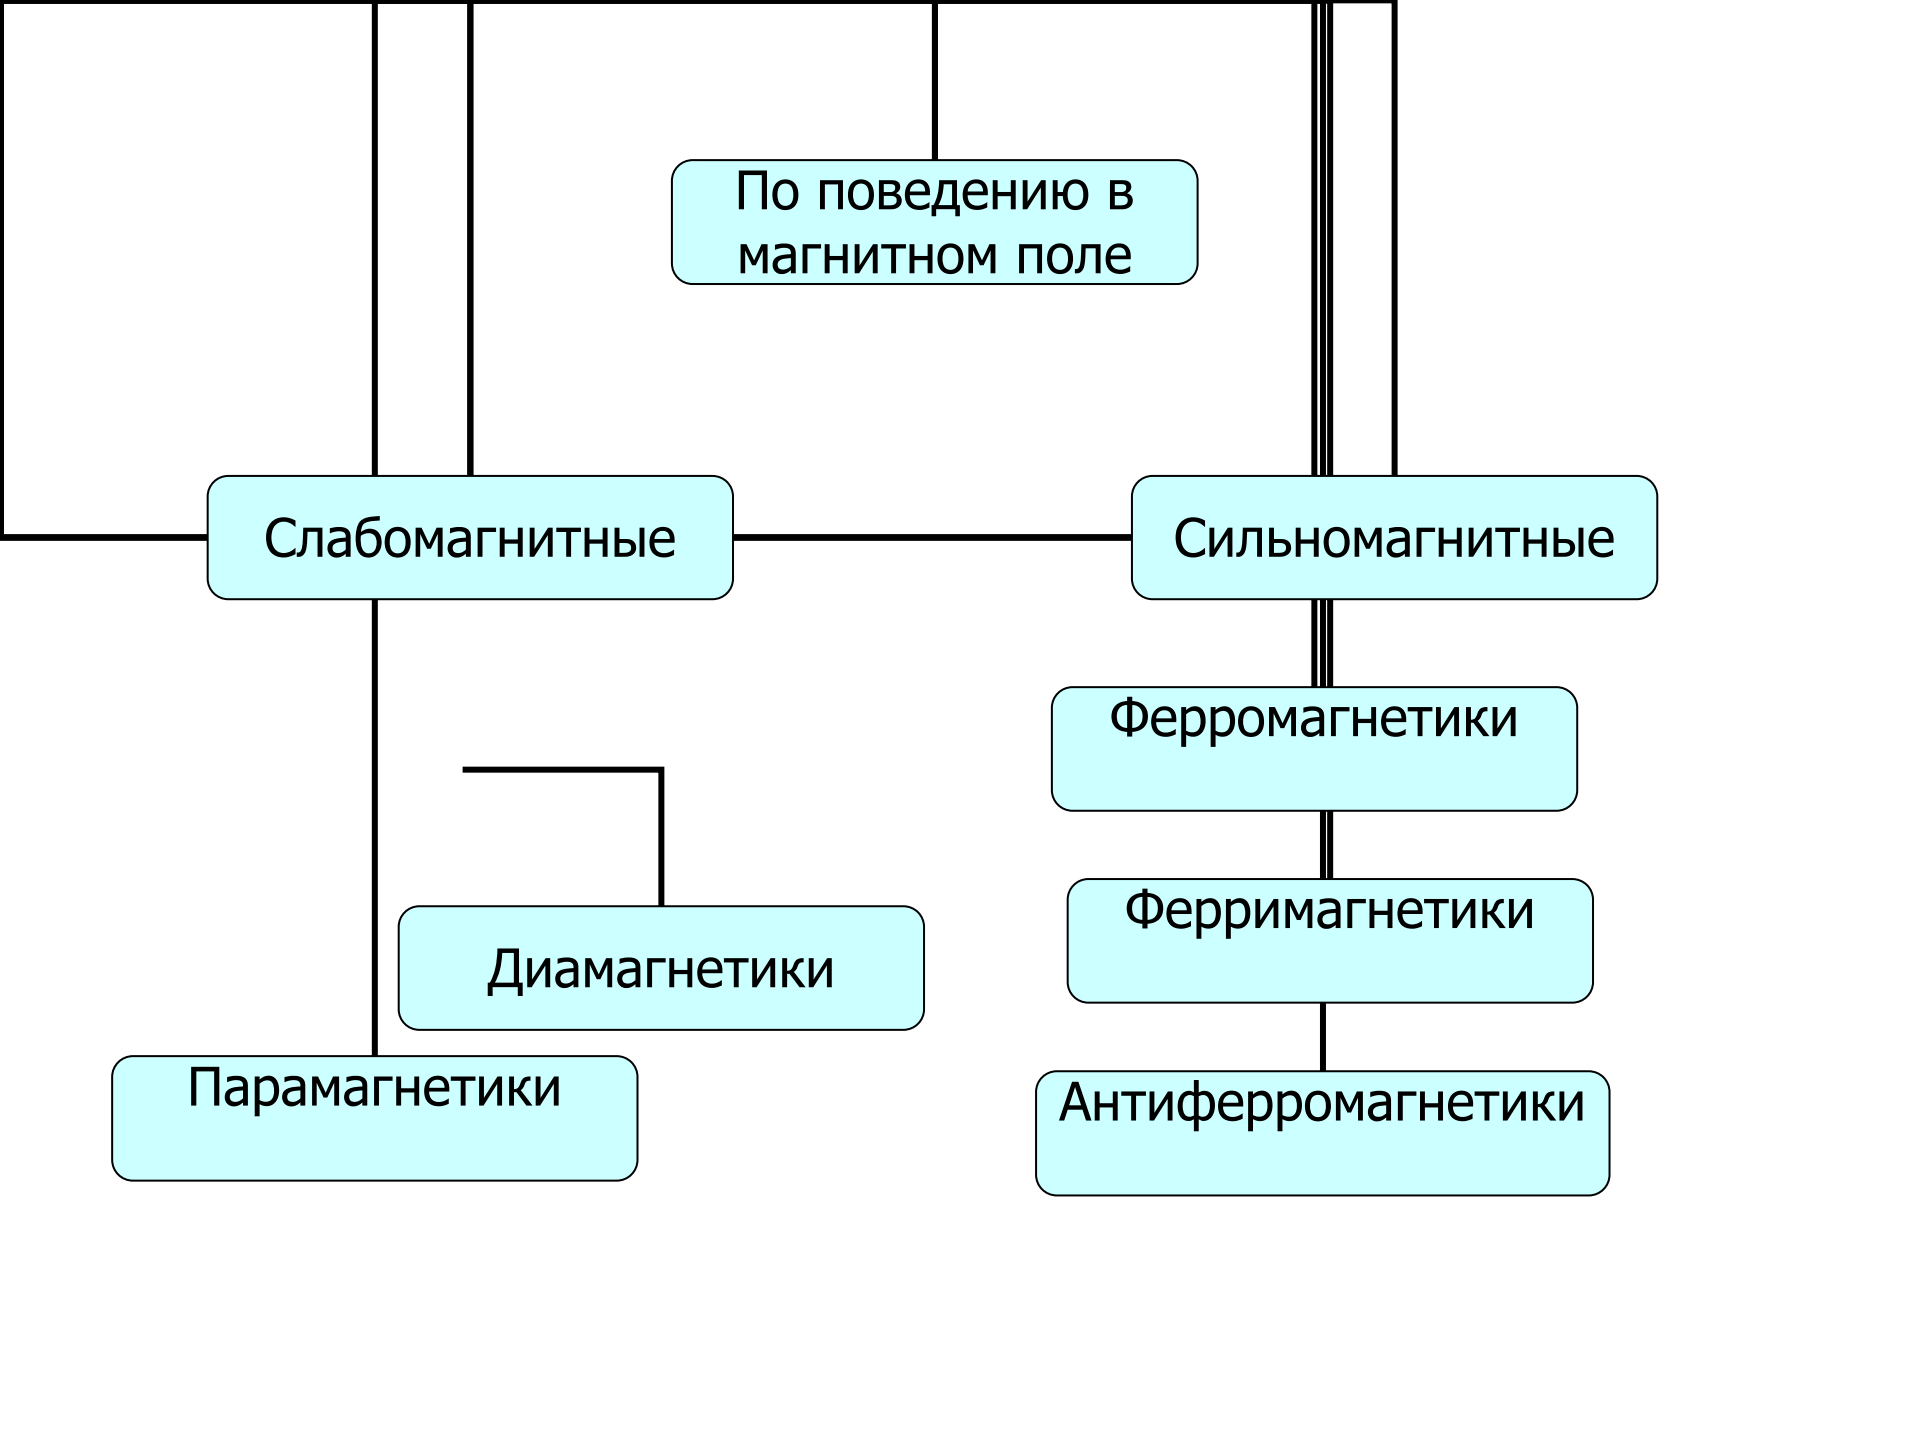 По поведению в
магнитном поле
Слабомагнитные
Сильномагнитные
Ферромагнетики
Ферримагнетики
Диамагнетики
Парамагнетики
Антиферромагнетики